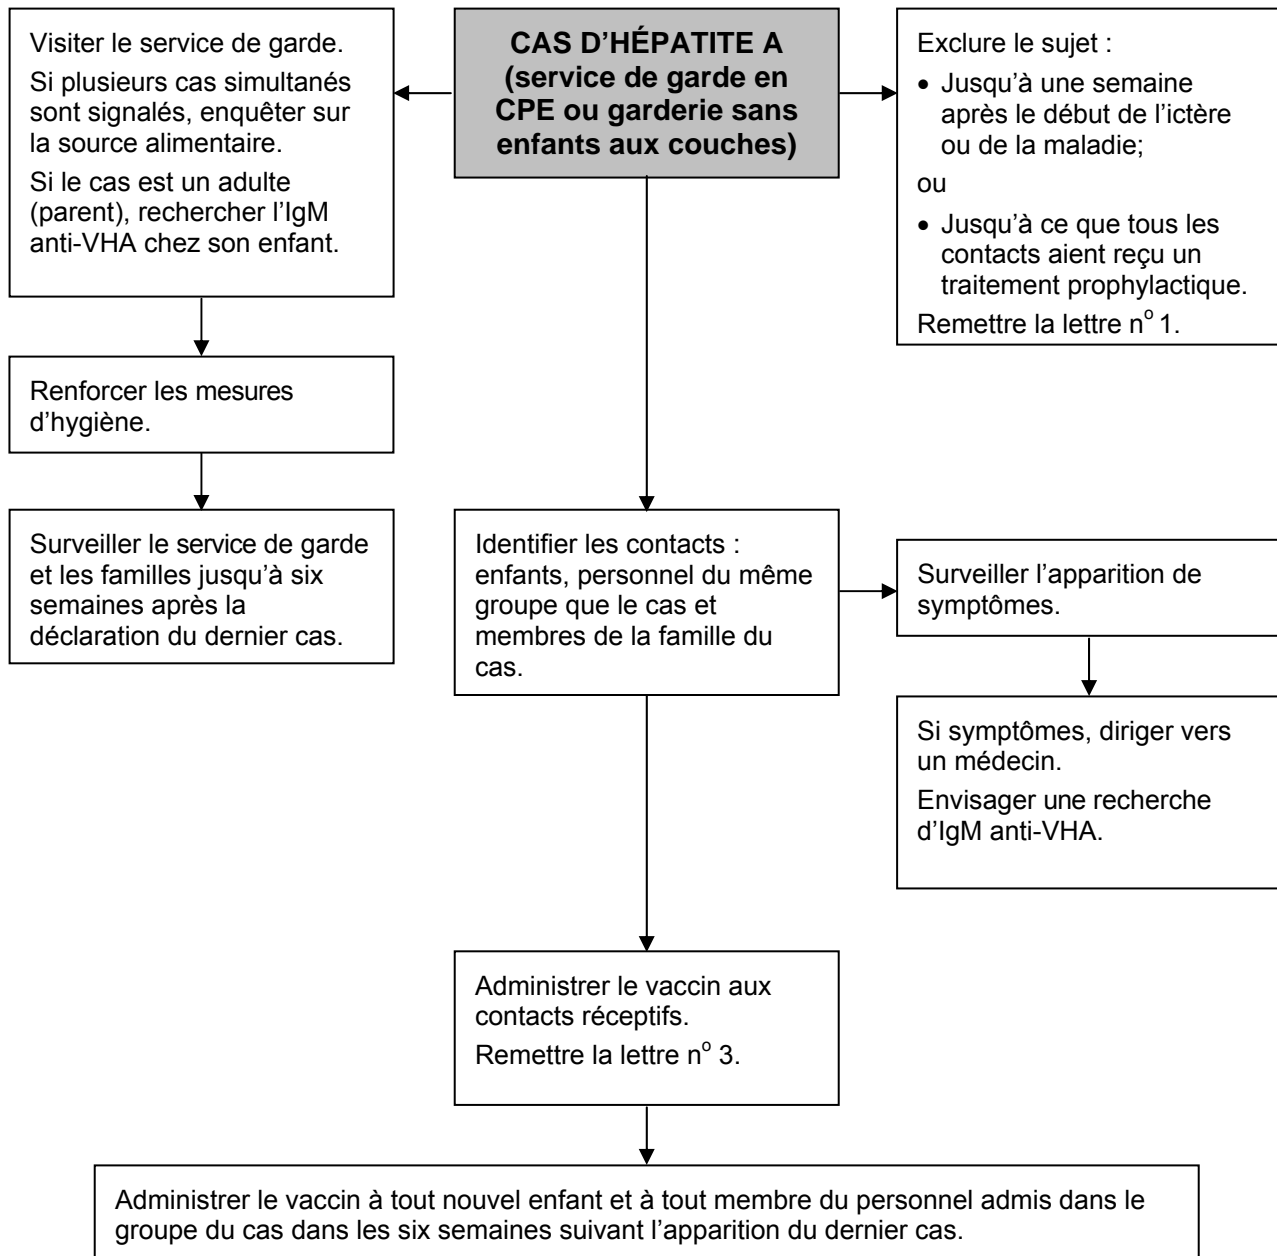 CAS D’HÉPATITE A
(service de garde en
CPE ou garderie sans
enfants aux couches)
Visiter le service de garde.
Si plusieurs cas simultanés
sont signalés, enquêter sur
la source alimentaire.
Si le cas est un adulte
(parent), rechercher l’IgM
anti-VHA chez son enfant.
Renforcer les mesures
d’hygiène.
Surveiller le service de garde
et les familles jusqu’à six
semaines après la
déclaration du dernier cas.
Exclure le sujet :
• Jusqu’à une semaine
après le début de l’ictère
ou de la maladie;
ou
• Jusqu’à ce que tous les
contacts aient reçu un
traitement prophylactique.
Remettre la lettre nº 1.
Identifier les contacts :
enfants, personnel du même
groupe que le cas et
membres de la famille du
cas.
Surveiller l’apparition de
symptômes.
Si symptômes, diriger vers
un médecin.
Envisager une recherche
d’IgM anti-VHA.
Administrer le vaccin aux
contacts réceptifs.
Remettre la lettre nº 3.
Administrer le vaccin à tout nouvel enfant et à tout membre du personnel admis dans le
groupe du cas dans les six semaines suivant l’apparition du dernier cas.